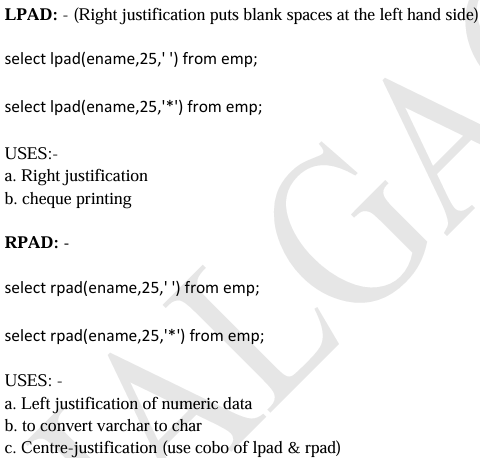 LPAD: - (Right justification puts blank spaces at the left hand side)
select lpad(ename,25,' ') from emp;
select lpad(ename,25,'*') from emp;
USES:-
a. Right justification
b. cheque printing
RPAD: -
select rpad(ename,25,' ') from emp;
select rpad(ename,25,'*') from emp;
USES: -
a. Left justification of numeric data
b. to convert varchar to char
c. Centre-justification (use cobo of lpad & rpad)